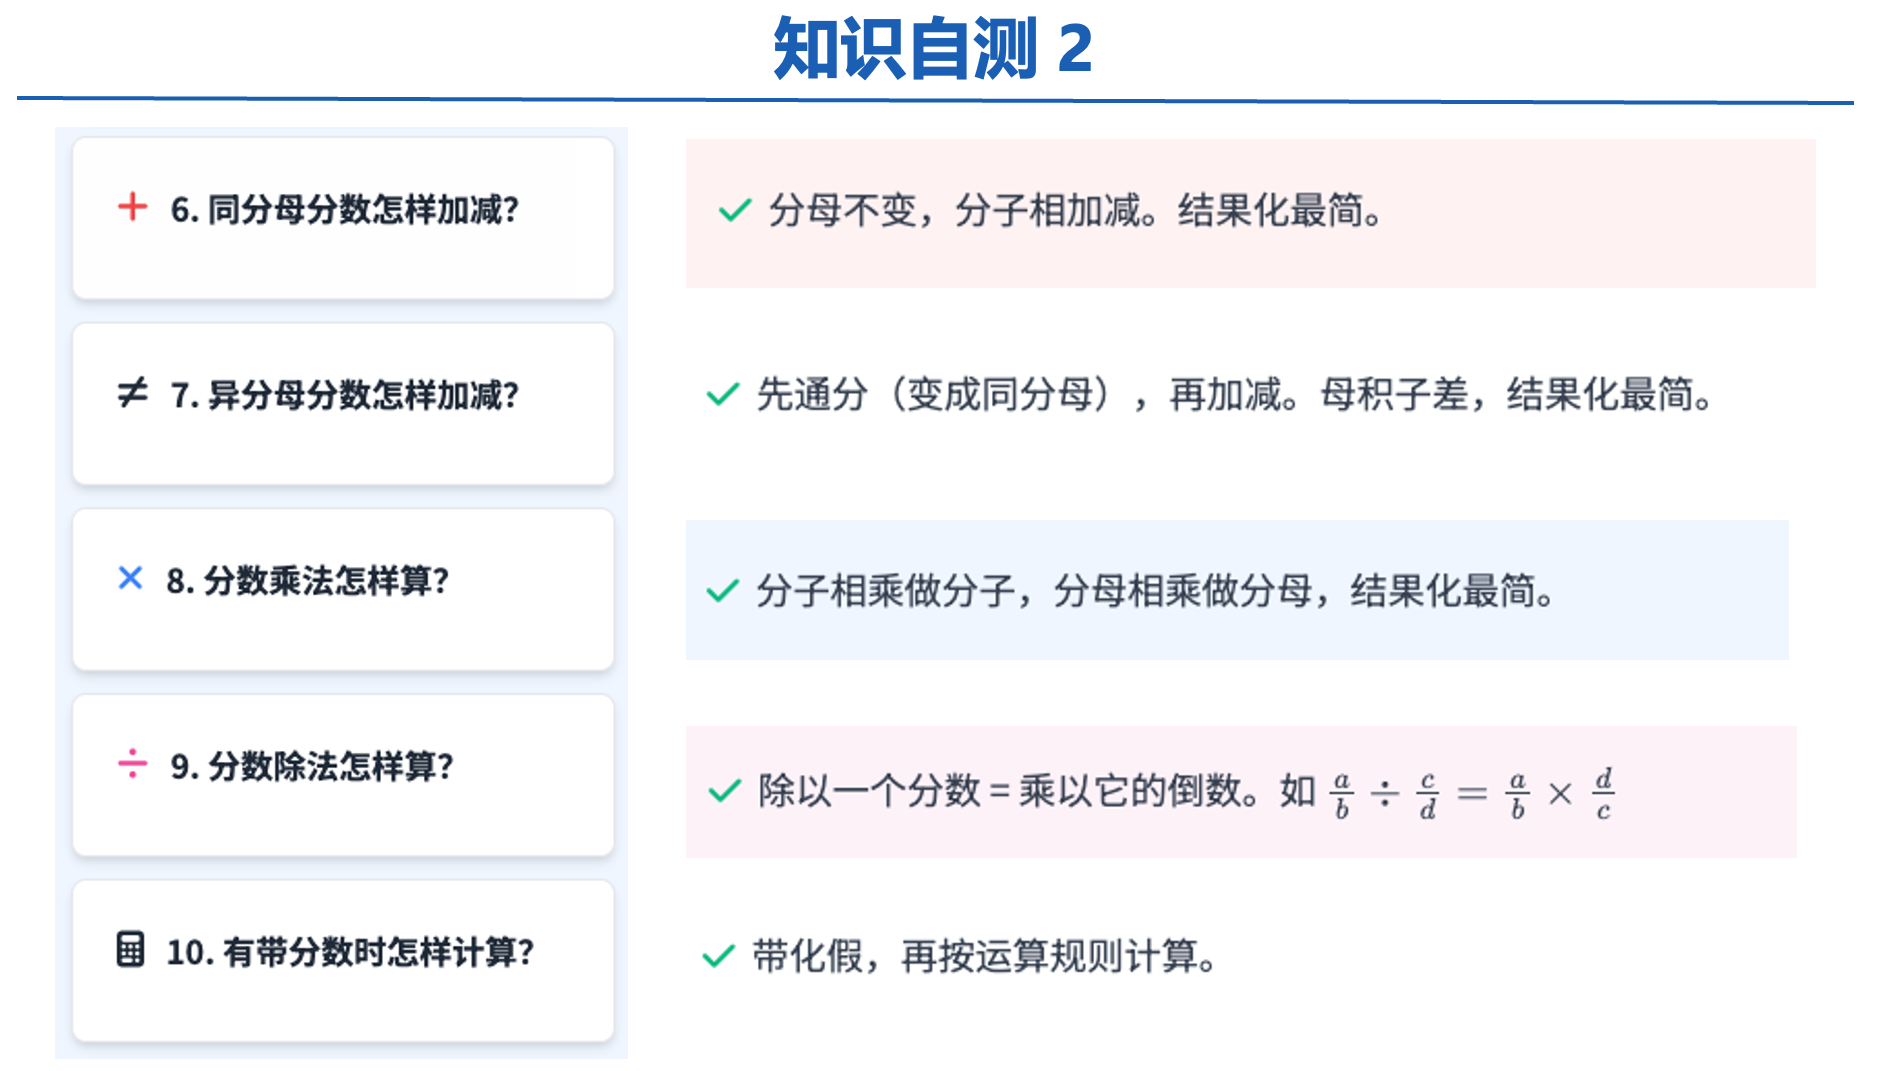 知识自测 2
6. 同分母分数怎样加减？
分母不变，分子相加减。结果化最简。
7. 异分母分数怎样加减？
先通分（变成同分母），再加减。母积子差，结果化最简。
8. 分数乘法怎样算？
分子相乘做分子，分母相乘做分母，结果化最简。
9. 分数除法怎样算？
除以一个分数 = 乘以它的倒数。如 a/b ÷ c/d = a/b × d/c
10. 有带分数时怎样计算？
带化假，再按运算规则计算。